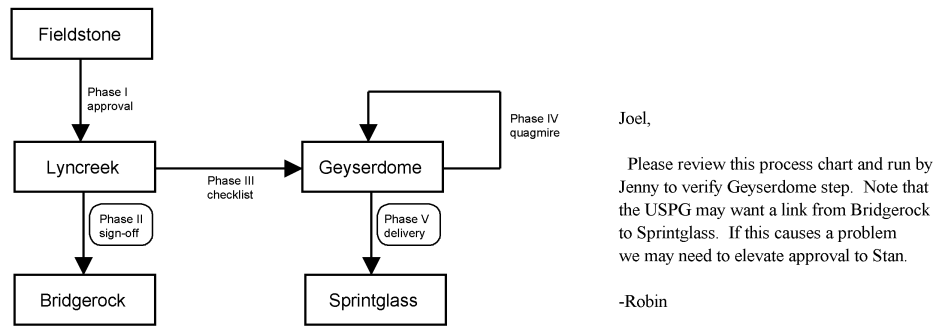 Fieldstone
Phase I
approval
Lyncreek
Phase III
checklist
Geyserdome
Phase IV
quagmire
Phase II
sign-off
Phase V
delivery
Bridgerock
Sprintglass
Joel,
Please review this process chart and run by
Jenny to verify Geyserdome step.  Note that
the USPG may want a link from Bridgerock
to Sprintglass.  If this causes a problem
we may need to elevate approval to Stan.
-Robin